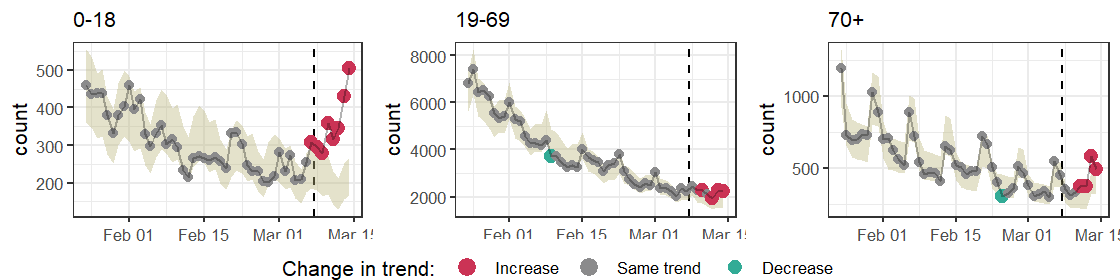 0-18
count
500
400
300
200
Feb 01 Feb 15 Mar 01 Mar 15
19-69
count
8000
6000
4000
2000
Feb 01 Feb 15 Mar 01 Mar 15
70+
count
1000
500
Feb 01 Feb 15 Mar 01 Mar 15
Change in trend: Increase Same trend Decrease